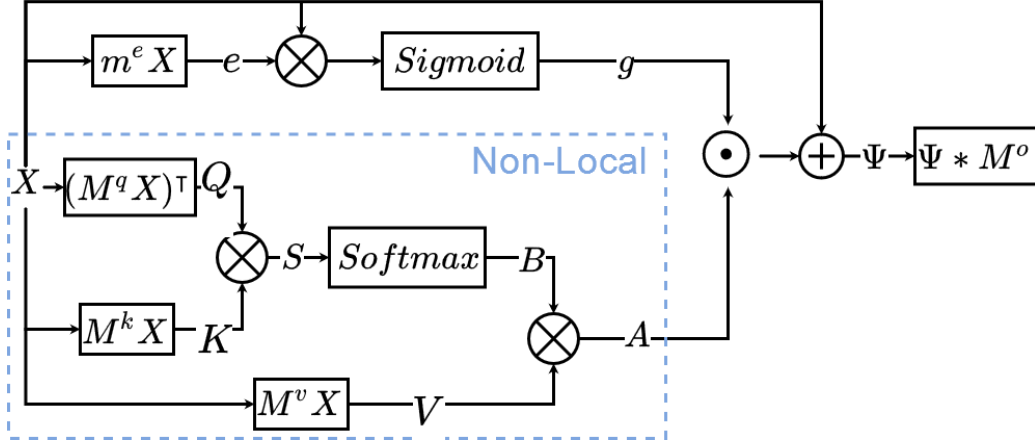 m^e X e Sigmoid g
Non-Local
X (M^q X)^⊤ Q Ψ Ψ * M^o
S Softmax B
M^k X K A
M^v X V